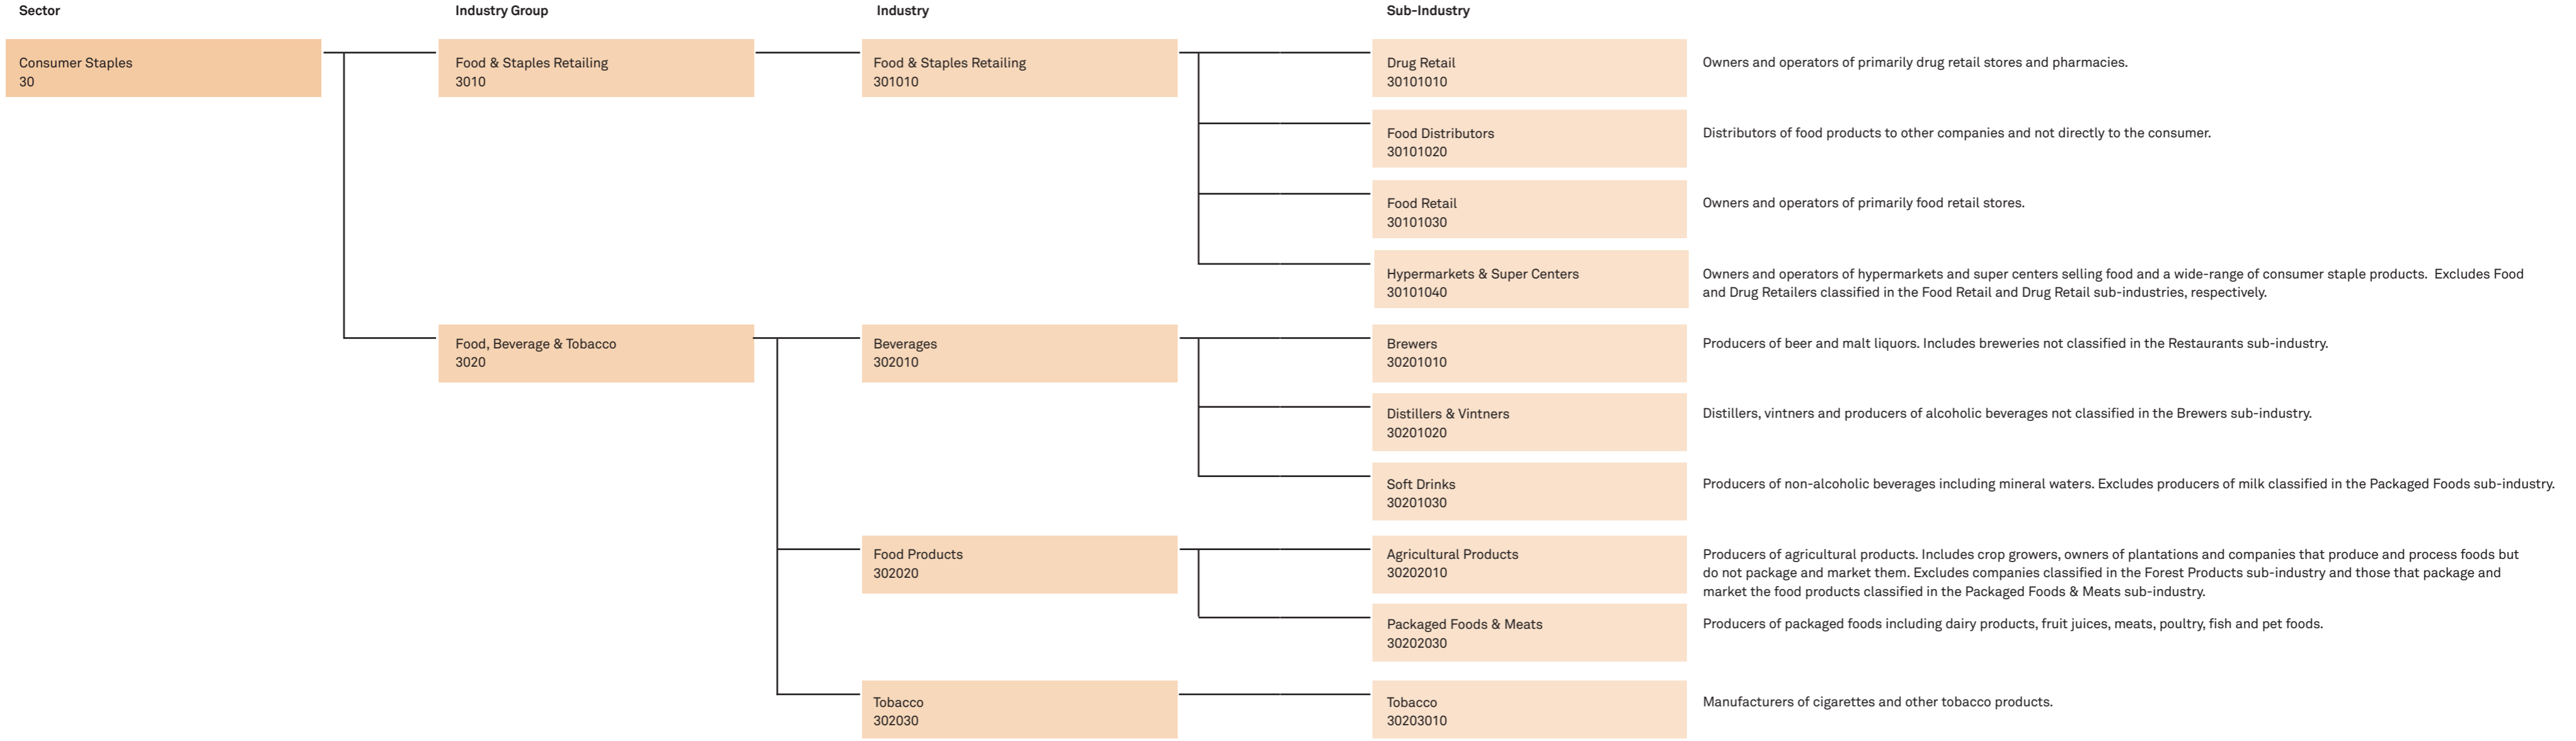 Sector
Industry Group
Industry
Sub-Industry
Consumer Staples
30
Food & Staples Retailing
3010
Food & Staples Retailing
301010
Drug Retail
30101010
Owners and operators of primarily drug retail stores and pharmacies.
Food Distributors
30101020
Distributors of food products to other companies and not directly to the consumer.
Food Retail
30101030
Owners and operators of primarily food retail stores.
Hypermarkets & Super Centers
30101040
Owners and operators of hypermarkets and super centers selling food and a wide-range of consumer staple products.  Excludes Food
and Drug Retailers classified in the Food Retail and Drug Retail sub-industries, respectively.
Food, Beverage & Tobacco
3020
Beverages
302010
Brewers
30201010
Producers of beer and malt liquors. Includes breweries not classified in the Restaurants sub-industry.
Distillers & Vintners
30201020
Distillers, vintners and producers of alcoholic beverages not classified in the Brewers sub-industry.
Soft Drinks
30201030
Producers of non-alcoholic beverages including mineral waters. Excludes producers of milk classified in the Packaged Foods sub-industry.
Food Products
302020
Agricultural Products
30202010
Producers of agricultural products. Includes crop growers, owners of plantations and companies that produce and process foods but
do not package and market them. Excludes companies classified in the Forest Products sub-industry and those that package and
market the food products classified in the Packaged Foods & Meats sub-industry.
Packaged Foods & Meats
30202030
Producers of packaged foods including dairy products, fruit juices, meats, poultry, fish and pet foods.
Tobacco
302030
Tobacco
30203010
Manufacturers of cigarettes and other tobacco products.